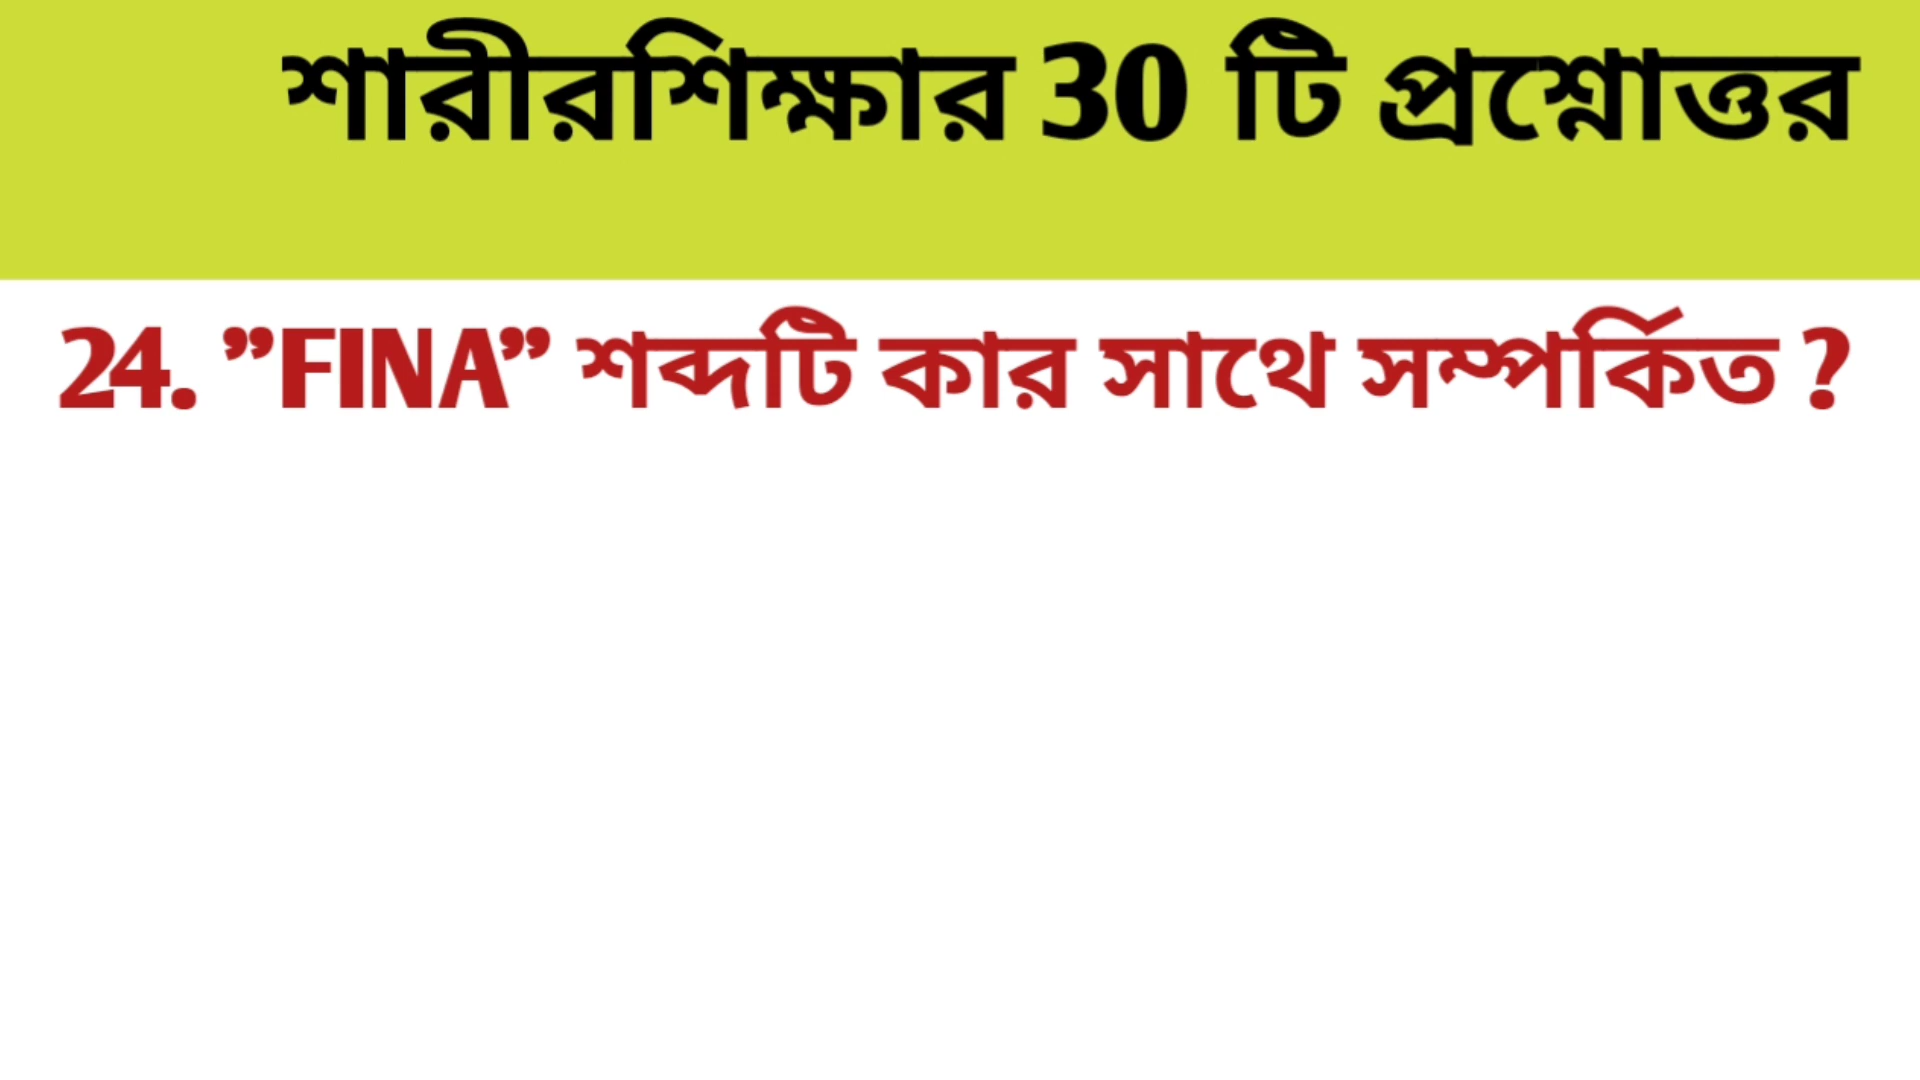 শারীরশিক্ষার 30 টি প্রশ্নোত্তর
24. ”FINA” শব্দটি কার সাথে সম্পর্কিত ?